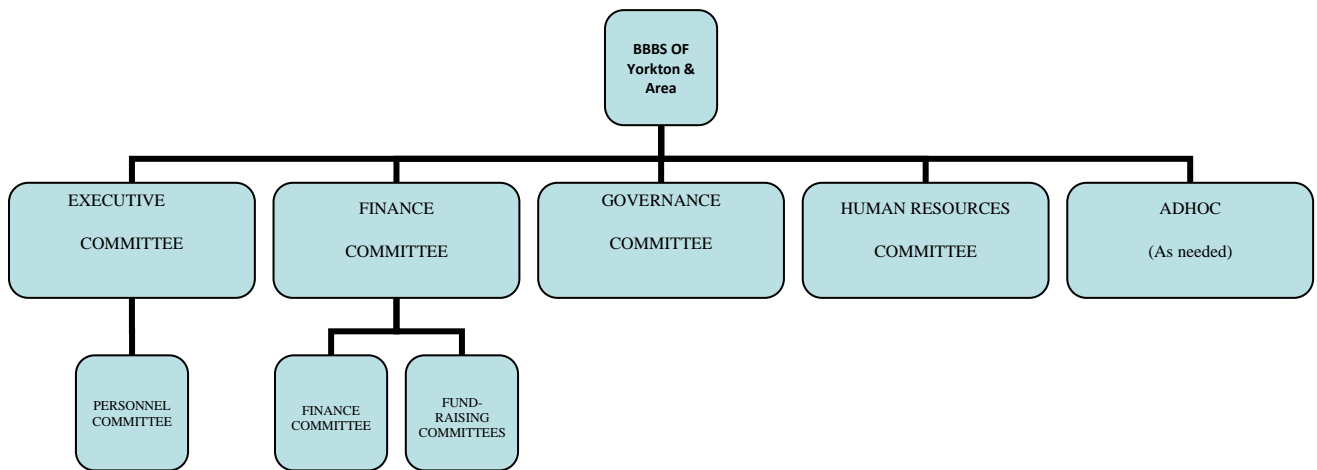 BBBS OF
Yorkton &
Area
EXECUTIVE
COMMITTEE
FINANCE
COMMITTEE
GOVERNANCE
COMMITTEE
HUMAN RESOURCES
COMMITTEE
ADHOC
(As needed)
PERSONNEL
COMMITTEE
FINANCE
COMMITTEE
FUND-
RAISING
COMMITTEES